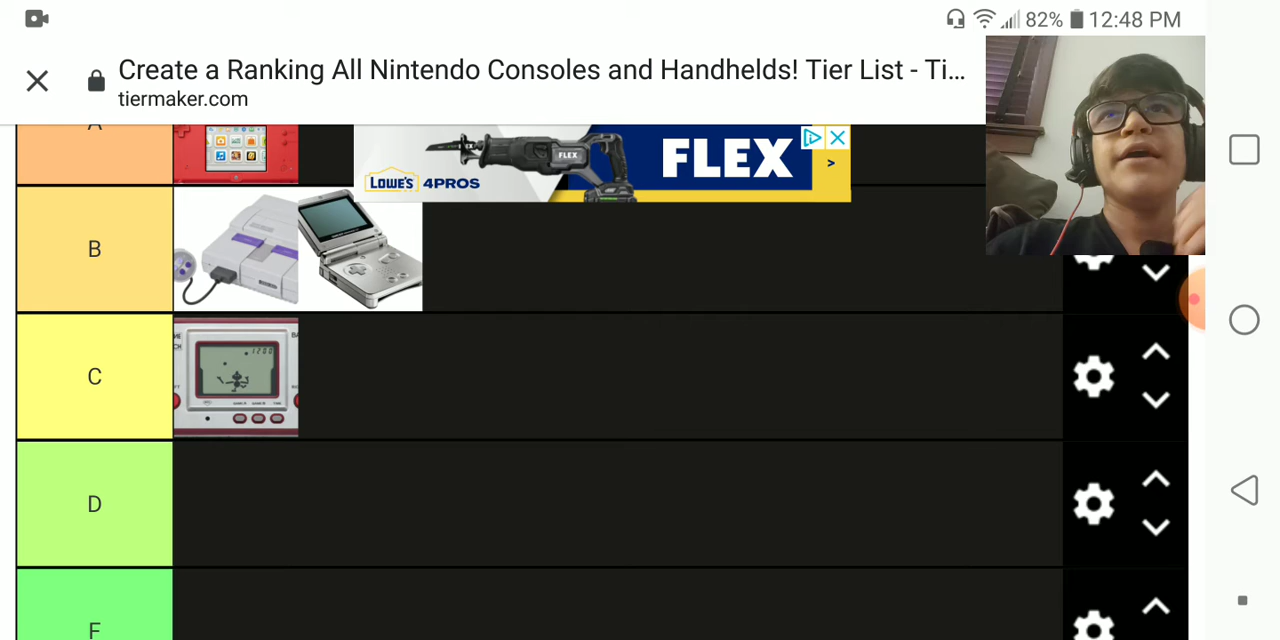 82% 12:48 PM
Create a Ranking All Nintendo Consoles and Handhelds! Tier List - Ti...
tiermaker.com
A
LOWE'S 4PROS
FLEX
FLEX
>
B
C
1200
D
F